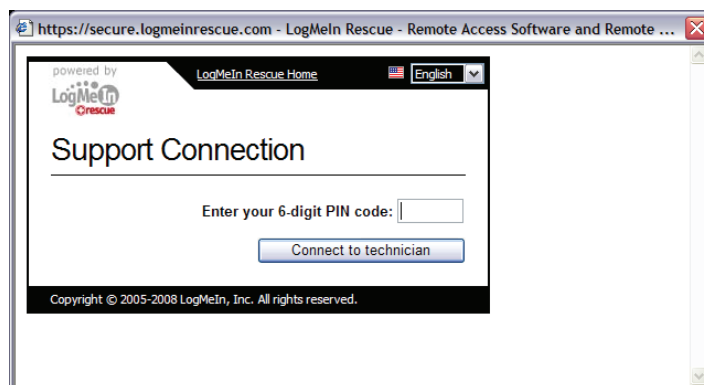 https://secure.logmeinrescue.com - LogMeIn Rescue - Remote Access Software and Remote ...
powered by
LogMeIn
rescue
LogMeIn Rescue Home
English
Support Connection
Enter your 6-digit PIN code:
Connect to technician
Copyright © 2005-2008 LogMeIn, Inc. All rights reserved.